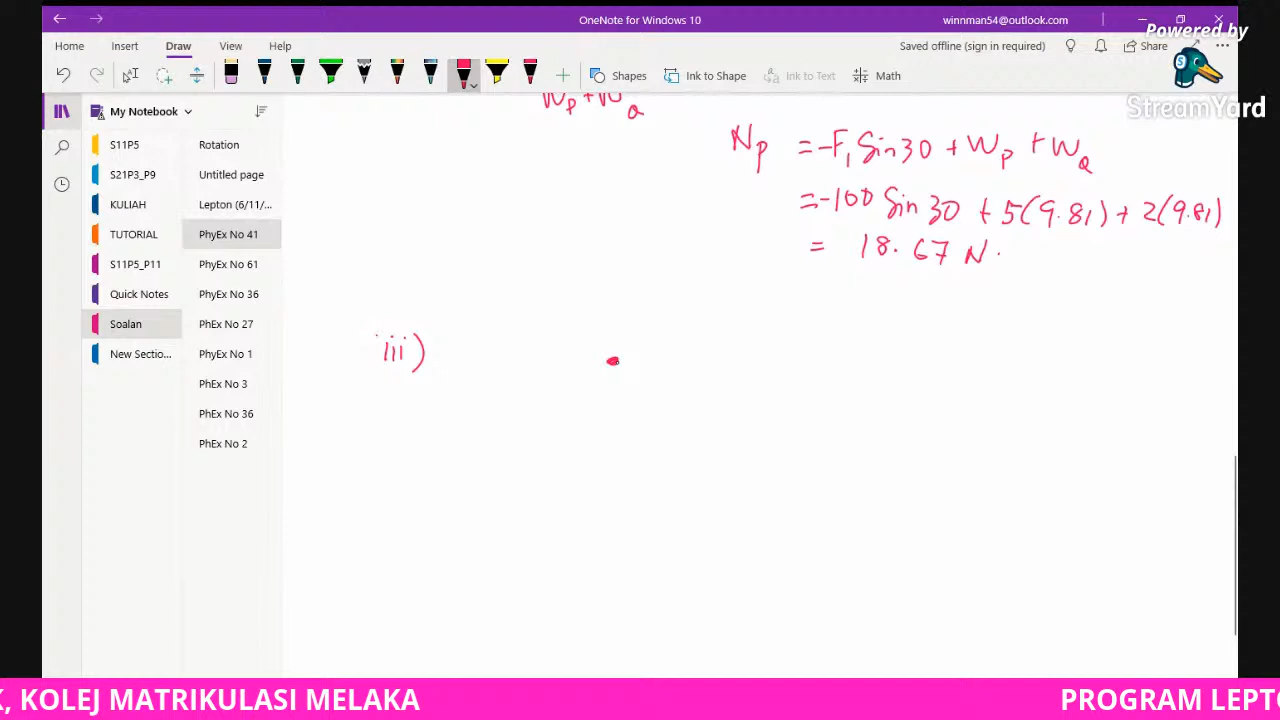 OneNote for Windows 10
winnman54@outlook.com
Powered by
StreamYard
Home Insert Draw View Help
Saved offline (sign in required)
Share
Shapes
Ink to Shape
Ink to Text
Math
My Notebook
S11P5
S21P3_P9
KULIAH
TUTORIAL
S11P5_P11
Quick Notes
Soalan
New Sectio...
Rotation
Untitled page
Lepton (6/11/...
PhyEx No 41
PhyEx No 61
PhyEx No 36
PhEx No 27
PhyEx No 1
PhEx No 3
PhEx No 36
PhEx No 2
Wp + WQ
Np = -F1 Sin30 + Wp + WQ
= -100 Sin 30 + 5(9.81) + 2(9.81)
= 18.67 N.
iii)
K, KOLEJ MATRIKULASI MELAKA
PROGRAM LEPTO